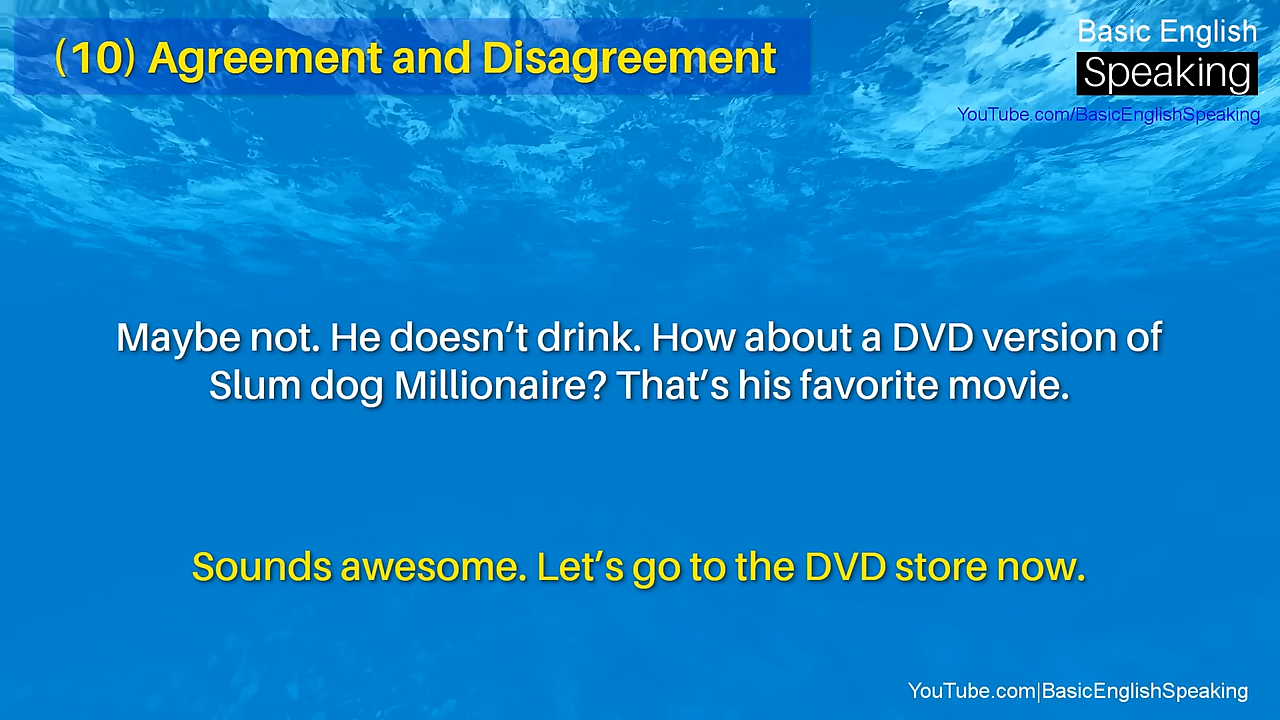 (10) Agreement and Disagreement
Basic English
Speaking
YouTube.com/BasicEnglishSpeaking
Maybe not. He doesn’t drink. How about a DVD version of
Slum dog Millionaire? That’s his favorite movie.
Sounds awesome. Let’s go to the DVD store now.
YouTube.com|BasicEnglishSpeaking